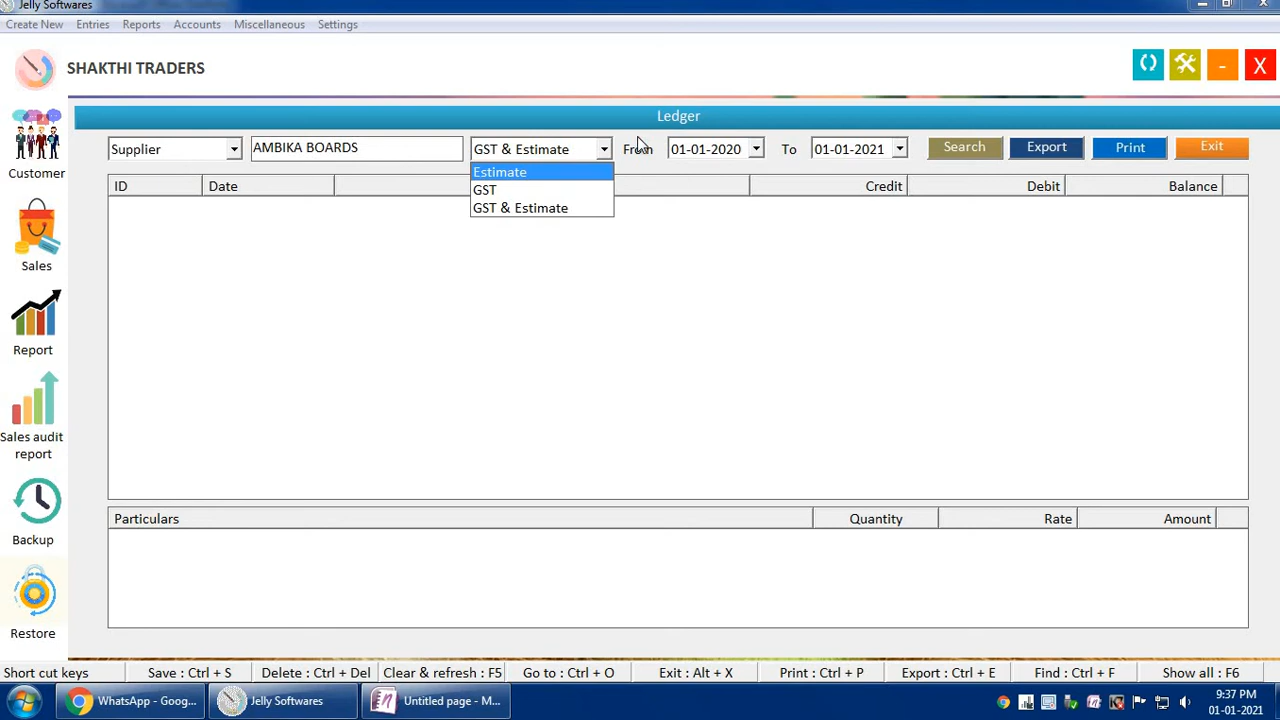 Jelly Softwares
Create New Entries Reports Accounts Miscellaneous Settings
SHAKTHI TRADERS
- X
Ledger
Supplier AMBIKA BOARDS GST & Estimate From 01-01-2020 To 01-01-2021 Search Export Print Exit
Estimate
GST
GST & Estimate
ID Date Credit Debit Balance
Customer
Sales
Report
Sales audit
report
Backup
Restore
Particulars Quantity Rate Amount
Short cut keys Save : Ctrl + S Delete : Ctrl + Del Clear & refresh : F5 Go to : Ctrl + O Exit : Alt + X Print : Ctrl + P Export : Ctrl + E Find : Ctrl + F Show all : F6
WhatsApp - Goog... Jelly Softwares Untitled page - M... 9:37 PM
01-01-2021